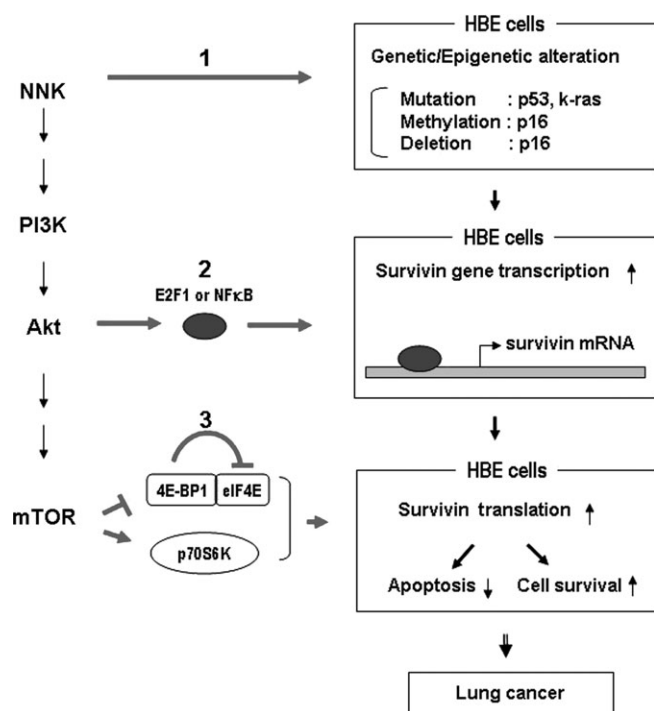 HBE cells
1
Genetic/Epigenetic alteration
NNK
Mutation : p53, k-ras
Methylation : p16
Deletion : p16
PI3K
HBE cells
2
Survivin gene transcription
E2F1 or NFκB
Akt
survivin mRNA
3
HBE cells
4E-BP1 eIF4E
mTOR
Survivin translation
p70S6K
Apoptosis Cell survival
Lung cancer